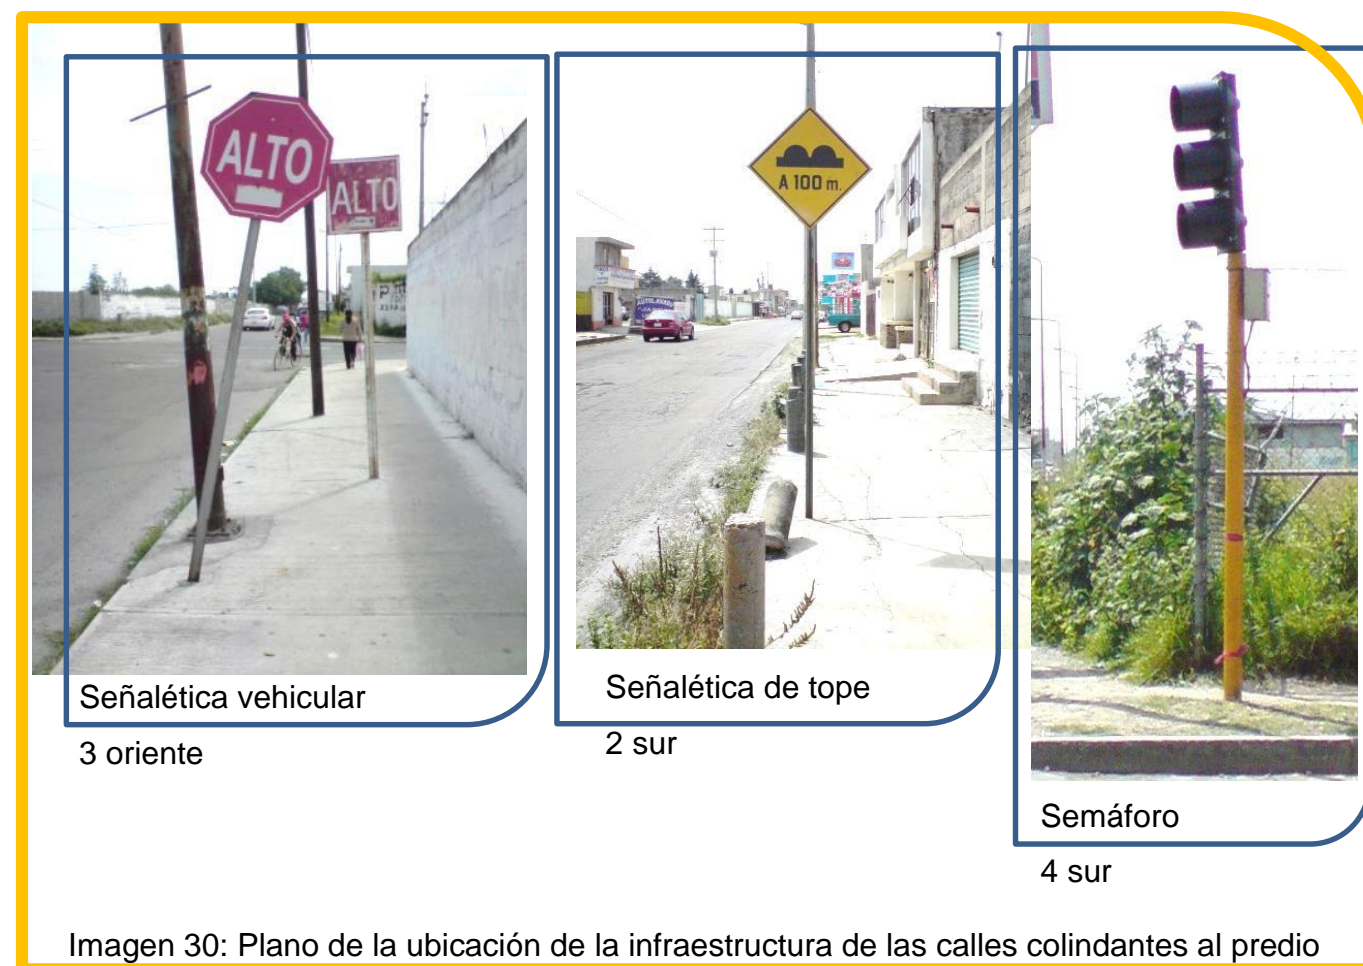 ALTO
ALTO
A 100 m.
AUTOLAVADO
Señalética vehicular
3 oriente
Señalética de tope
2 sur
Semáforo
4 sur
Imagen 30: Plano de la ubicación de la infraestructura de las calles colindantes al predio